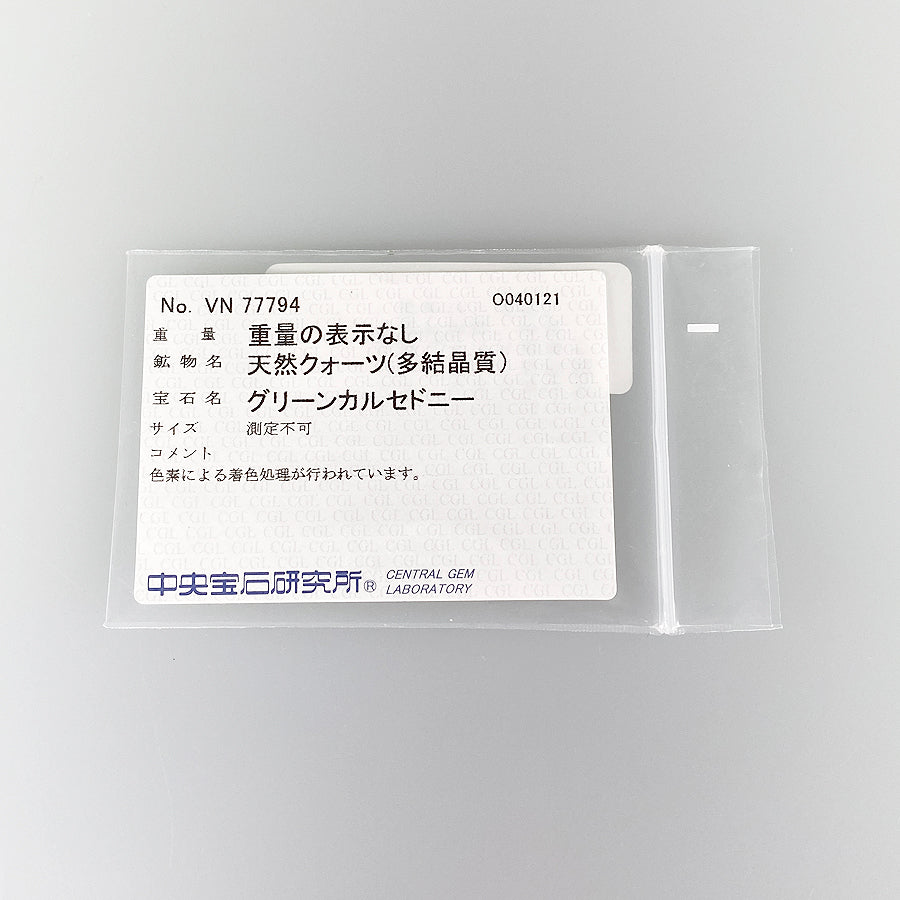 No. VN 77794 O040121
重量 重量の表示なし
鉱物名 天然クォーツ(多結晶質)
宝石名 グリーンカルセドニー
サイズ 測定不可
コメント
色素による着色処理が行われています。
中央宝石研究所® CENTRAL GEM
LABORATORY